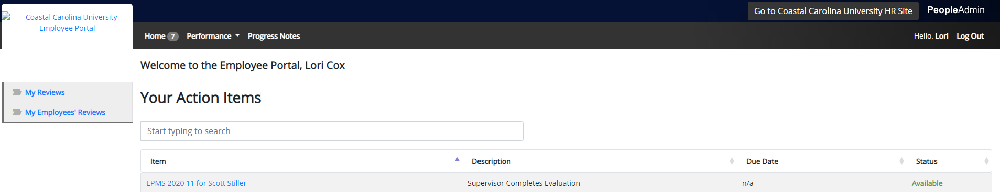 Coastal Carolina University
Employee Portal
Go to Coastal Carolina University HR Site
PeopleAdmin
Home 7 Performance Progress Notes
Hello, Lori Log Out
Welcome to the Employee Portal, Lori Cox
My Reviews
My Employees' Reviews
Your Action Items
Start typing to search
Item Description Due Date Status
EPMS 2020 11 for Scott Stiller Supervisor Completes Evaluation n/a Available